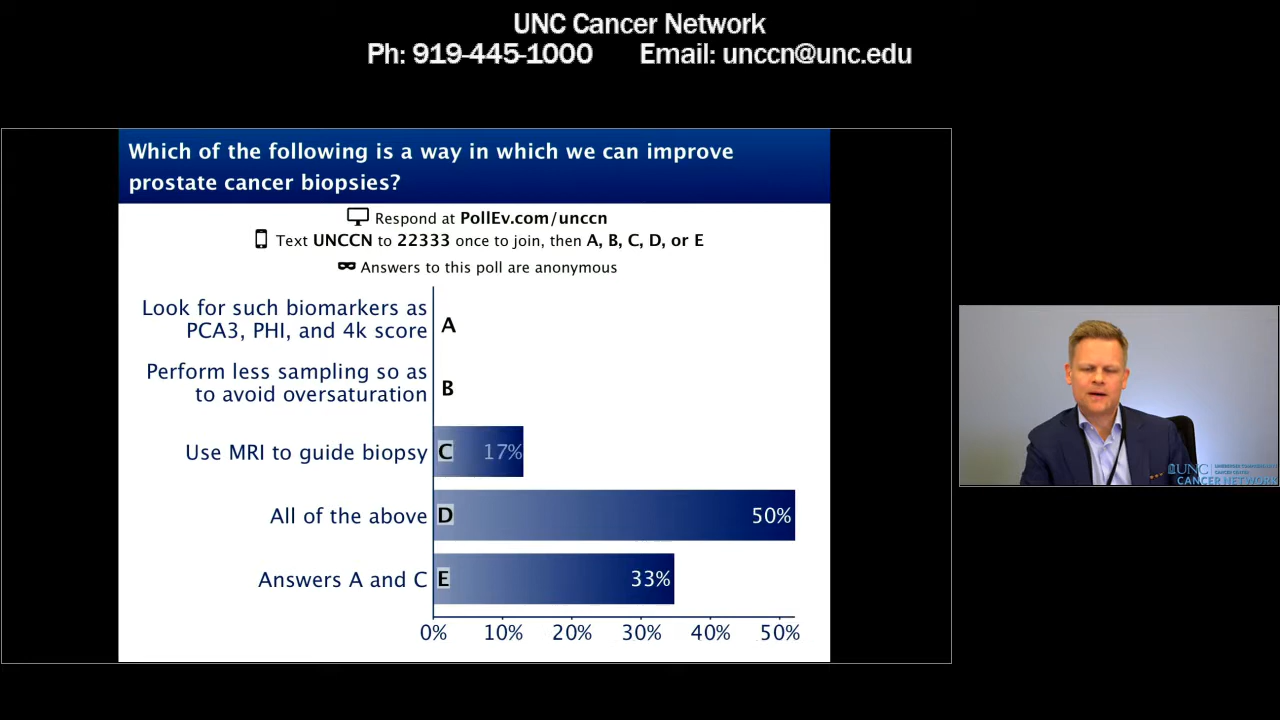 UNC Cancer Network
Ph: 919-445-1000 Email: unccn@unc.edu
Which of the following is a way in which we can improve
prostate cancer biopsies?
Respond at PollEv.com/unccn
Text UNCCN to 22333 once to join, then A, B, C, D, or E
Answers to this poll are anonymous
Look for such biomarkers as
PCA3, PHI, and 4k score
A
Perform less sampling so as
to avoid oversaturation
B
Use MRI to guide biopsy C 17%
All of the above D 50%
Answers A and C E 33%
0% 10% 20% 30% 40% 50%
UNC
CANCER NETWORK